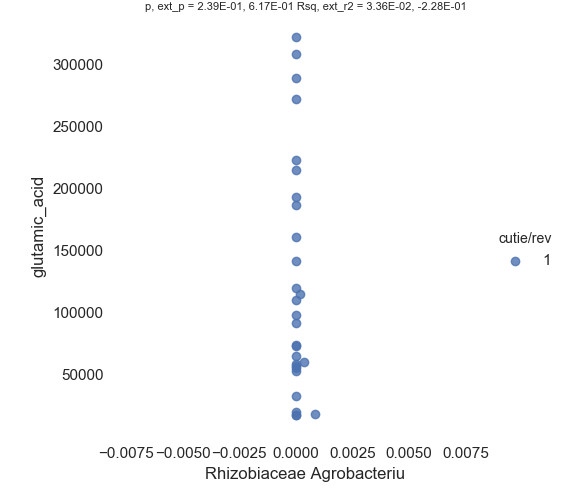 p, ext_p = 2.39E-01, 6.17E-01 Rsq, ext_r2 = 3.36E-02, -2.28E-01
300000
250000
200000
150000
100000
50000
glutamic_acid
cutie/rev
1
−0.0075 −0.0050 −0.0025 0.0000 0.0025 0.0050 0.0075
Rhizobiaceae Agrobacteriu